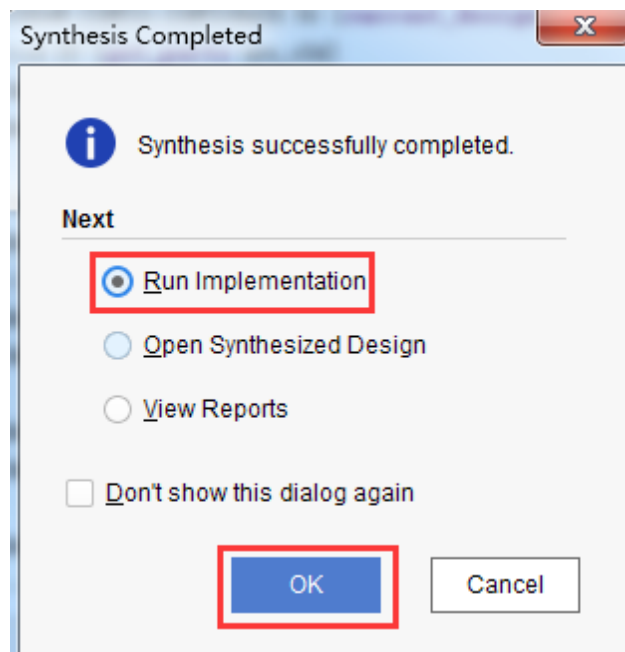 Synthesis Completed
Synthesis successfully completed.
Next
Run Implementation
Open Synthesized Design
View Reports
Don't show this dialog again
OK
Cancel